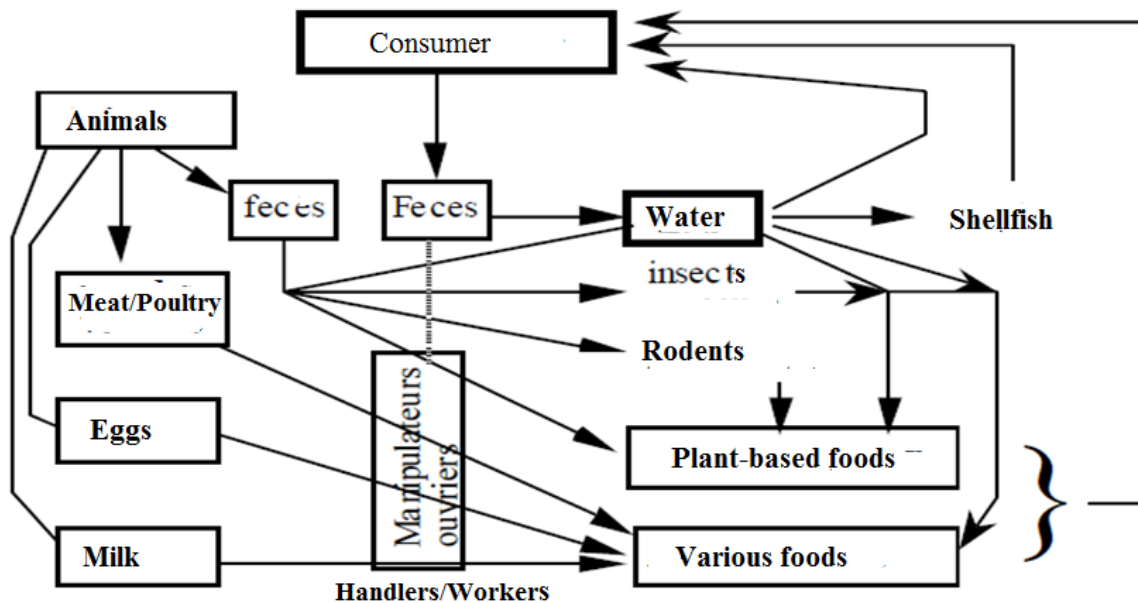 Consumer
Animals
feces
Feces
Water
Shellfish
insects
Meat/Poultry
Rodents
Manipulateurs
ouvriers
Eggs
Plant-based foods
Milk
Various foods
Handlers/Workers